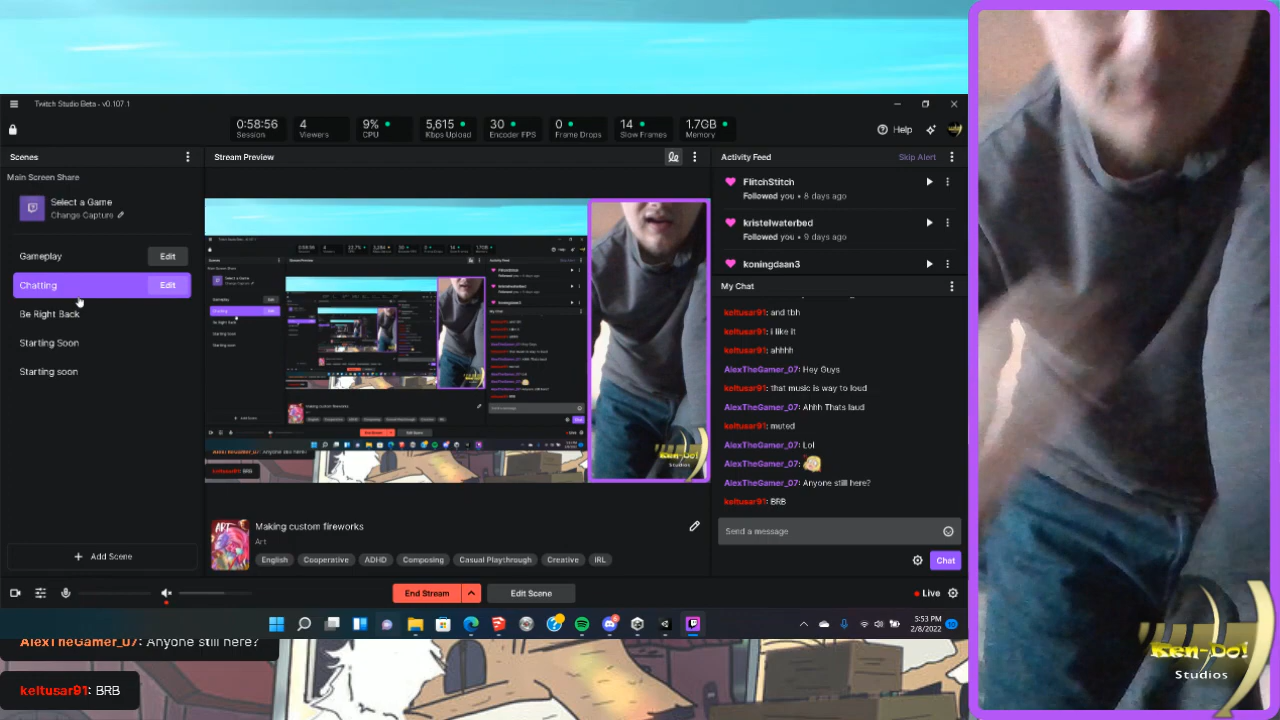 Twitch Studio Beta - v0.107.1
0:58:56
Session
4
Viewers
9%
CPU
5,615
Kbps Upload
30
Encoder FPS
0
Frame Drops
14
Slow Frames
1.7GB
Memory
Help
Scenes
Stream Preview
Activity Feed
Skip Alert
Main Screen Share
Select a Game
Change Capture
Gameplay
Edit
Chatting
Edit
Be Right Back
Starting Soon
Starting soon
Add Scene
FlitchStitch
Followed you • 8 days ago
kristelwaterbed
Followed you • 9 days ago
koningdaan3
My Chat
keltusar91: and tbh
keltusar91: i like it
keltusar91: ahhhh
AlexTheGamer_07: Hey Guys
keltusar91: that music is way to loud
AlexTheGamer_07: Ahhh Thats laud
keltusar91: muted
AlexTheGamer_07: Lol
AlexTheGamer_07:
AlexTheGamer_07: Anyone still here?
keltusar91: BRB
Send a message
Chat
Making custom fireworks
Art
English
Cooperative
ADHD
Composing
Casual Playthrough
Creative
IRL
End Stream
Edit Scene
Live
5:53 PM
2/8/2022
AlexTheGamer_07: Anyone still here?
keltusar91: BRB
Ken-Do!
Studios